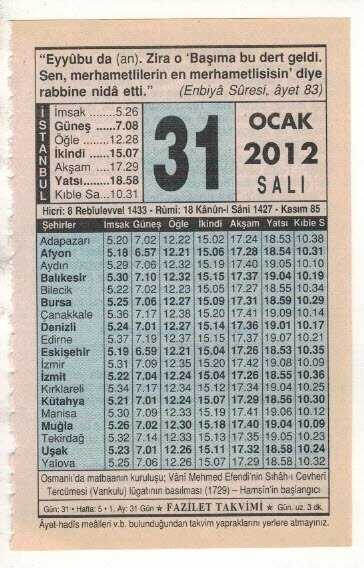 “Eyyûbu da (an). Zira o ‘Başıma bu dert geldi.
Sen, merhametlilerin en merhametlisisin’ diye
rabbine nidâ etti.” (Enbiyâ Sûresi, âyet 83)
İSTANBUL
İmsak ........ 5.26
Güneş ...... 7.08
Öğle ........ 12.28
İkindi ...... 15.07
Akşam .... 17.29
Yatsı ....... 18.58
Kıble Sa... 10.31
31
OCAK
2012
SALI
Hicrî: 8 Rebîulevvel 1433 - Rûmi: 18 Kânûn-i Sâni 1427 - Kasım 85
Şehirler İmsak Güneş Öğle İkindi Akşam Yatsı Kıble S
Adapazarı 5.20 7.02 12.22 15.02 17.24 18.53 10.38
Afyon 5.18 6.57 12.21 15.06 17.28 18.54 10.31
Aydın 5.29 7.06 12.32 15.19 17.40 19.05 10.10
Balıkesir 5.30 7.10 12.32 15.15 17.37 19.04 10.19
Bilecik 5.22 7.02 12.23 15.05 17.26 18.55 10.34
Bursa 5.25 7.06 12.27 15.09 17.31 18.59 10.29
Çanakkale 5.36 7.17 12.38 15.20 17.41 19.09 10.14
Denizli 5.24 7.01 12.27 15.14 17.36 19.01 10.17
Edirne 5.37 7.19 12.37 15.15 17.37 19.07 10.21
Eskişehir 5.19 6.59 12.21 15.04 17.26 18.53 10.35
İzmir 5.31 7.09 12.35 15.20 17.42 19.08 10.09
İzmit 5.22 7.04 12.24 15.04 17.26 18.55 10.36
Kırklareli 5.34 7.17 12.34 15.12 17.34 19.04 10.25
Kütahya 5.21 7.01 12.24 15.07 17.30 18.56 10.30
Manisa 5.30 7.09 12.33 15.19 17.41 19.06 10.12
Muğla 5.26 7.02 12.30 15.18 17.40 19.04 10.09
Tekirdağ 5.32 7.14 12.33 15.13 17.35 19.04 10.23
Uşak 5.23 7.01 12.26 15.11 17.32 18.58 10.24
Yalova 5.25 7.06 12.26 15.07 17.29 18.58 10.32
Osmanlı’da matbaanın kuruluşu; Vânî Mehmed Efendi’nin Sıhâh-ı Cevherî
Tercümesi (Vankulu) lügatının basılması (1729) – Hamsîn’in başlangıcı
Gün: 31 • Hafta: 5 • 1. Ay: 31 Gün ★ FAZİLET TAKVİMİ ★ Gün. uz. 3 dk.
Âyet-hadîs meâlleri v.b. bulunduğundan takvim yapraklarını yerlere atmayınız.